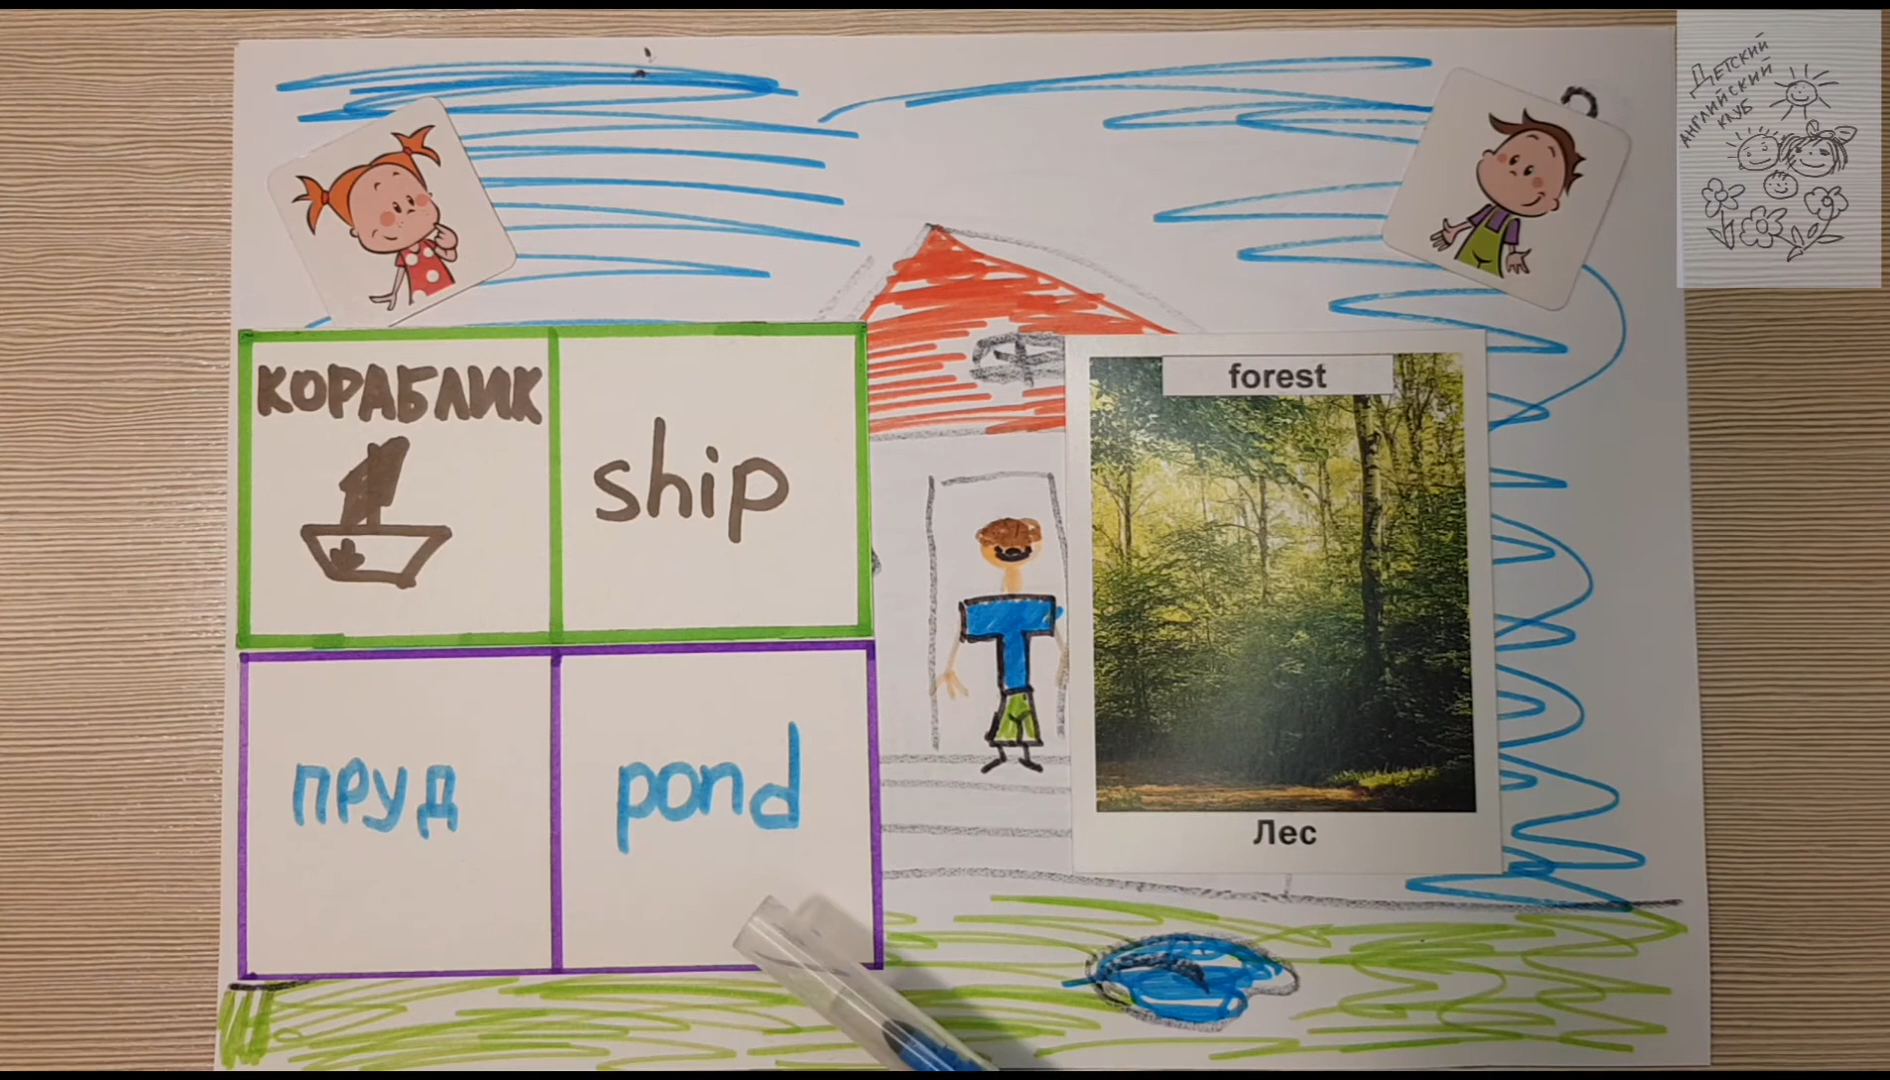 КОРАБЛИК
ship
пруд
pond
forest
Лес
ДЕТСКИЙ
АНГЛИЙСКИЙ
КЛУБ